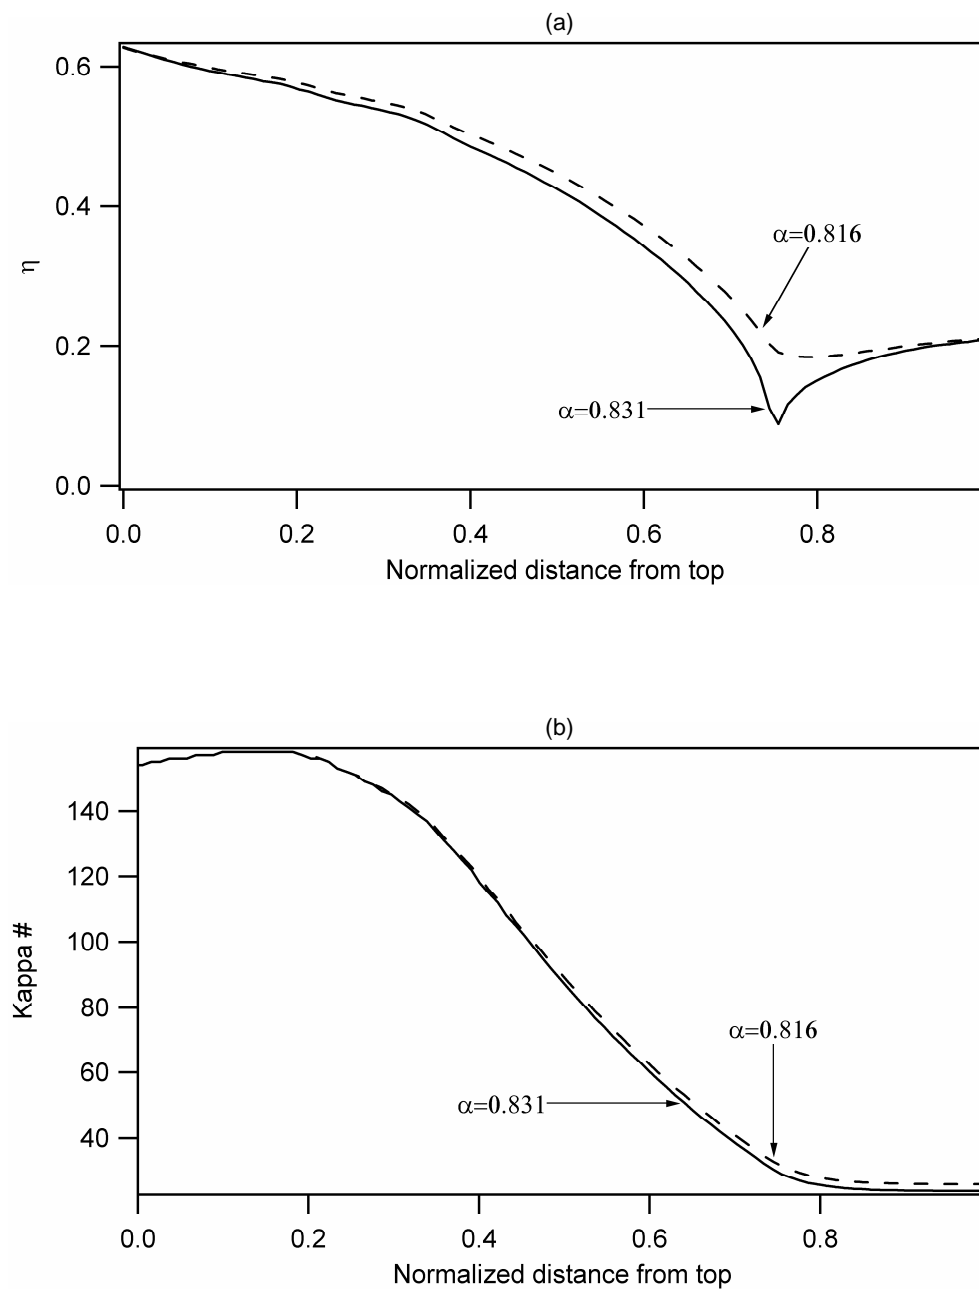 (a)
0.6
0.4
0.2
0.0
η
α=0.816
α=0.831
0.0 0.2 0.4 0.6 0.8
Normalized distance from top
(b)
140
120
100
80
60
40
Kappa #
α=0.816
α=0.831
0.0 0.2 0.4 0.6 0.8
Normalized distance from top